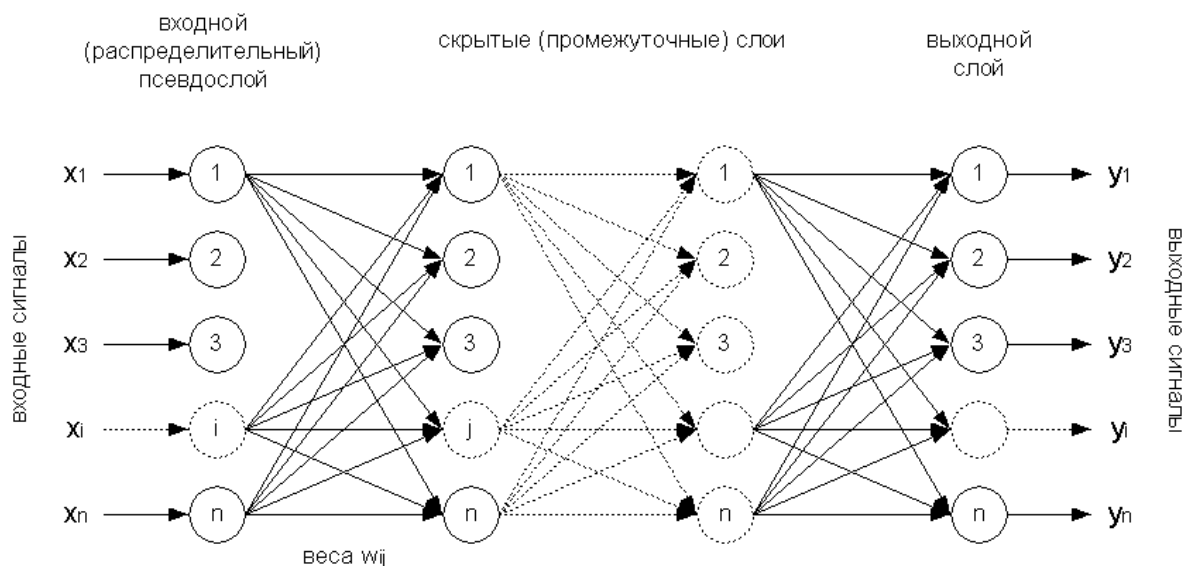 входной
(распределительный)
псевдослой
скрытые (промежуточные) слои
выходной
слой
входные сигналы
x1 1 1 1 1 y1
x2 2 2 2 2 y2
x3 3 3 3 3 y3
xi i j yi
xn n n n n yn
выходные сигналы
веса wij